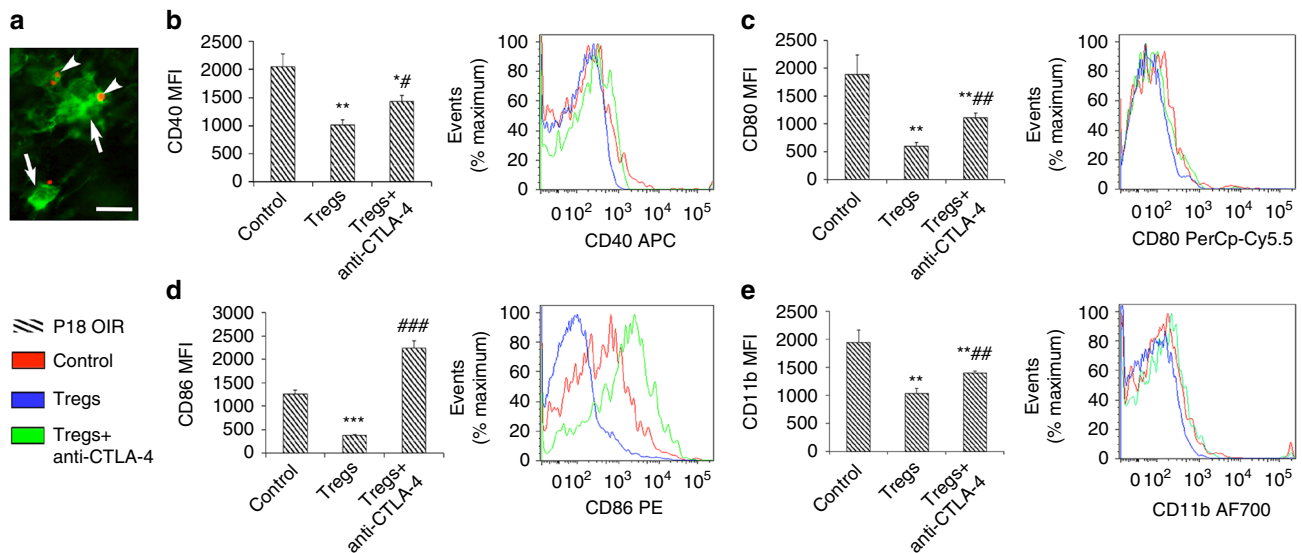 a
b
CD40 MFI
2500
2000
1500
1000
500
0
**
*#
Control
Tregs
Tregs+
anti-CTLA-4
Events
(% maximum)
100
80
60
40
20
0
0 10² 10³ 10⁴ 10⁵
CD40 APC
c
CD80 MFI
2500
2000
1500
1000
500
0
**
**##
Control
Tregs
Tregs+
anti-CTLA-4
Events
(% maximum)
100
80
60
40
20
0
0 10² 10³ 10⁴ 10⁵
CD80 PerCp-Cy5.5
P18 OIR
Control
Tregs
Tregs+
anti-CTLA-4
d
CD86 MFI
3000
2500
2000
1500
1000
500
0
***
###
Control
Tregs
Tregs+
anti-CTLA-4
Events
(% maximum)
100
80
60
40
20
0
0 10² 10³ 10⁴ 10⁵
CD86 PE
e
CD11b MFI
2500
2000
1500
1000
500
0
**
**##
Control
Tregs
Tregs+
anti-CTLA-4
Events
(% maximum)
100
80
60
40
20
0
0 10² 10³ 10⁴ 10⁵
CD11b AF700